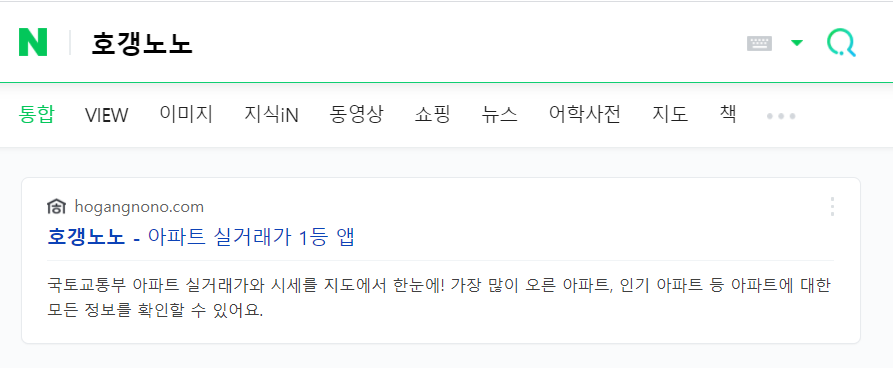 N 호갱노노
통합 VIEW 이미지 지식iN 동영상 쇼핑 뉴스 어학사전 지도 책
hogangnono.com
호갱노노 - 아파트 실거래가 1등 앱
국토교통부 아파트 실거래가와 시세를 지도에서 한눈에! 가장 많이 오른 아파트, 인기 아파트 등 아파트에 대한
모든 정보를 확인할 수 있어요.